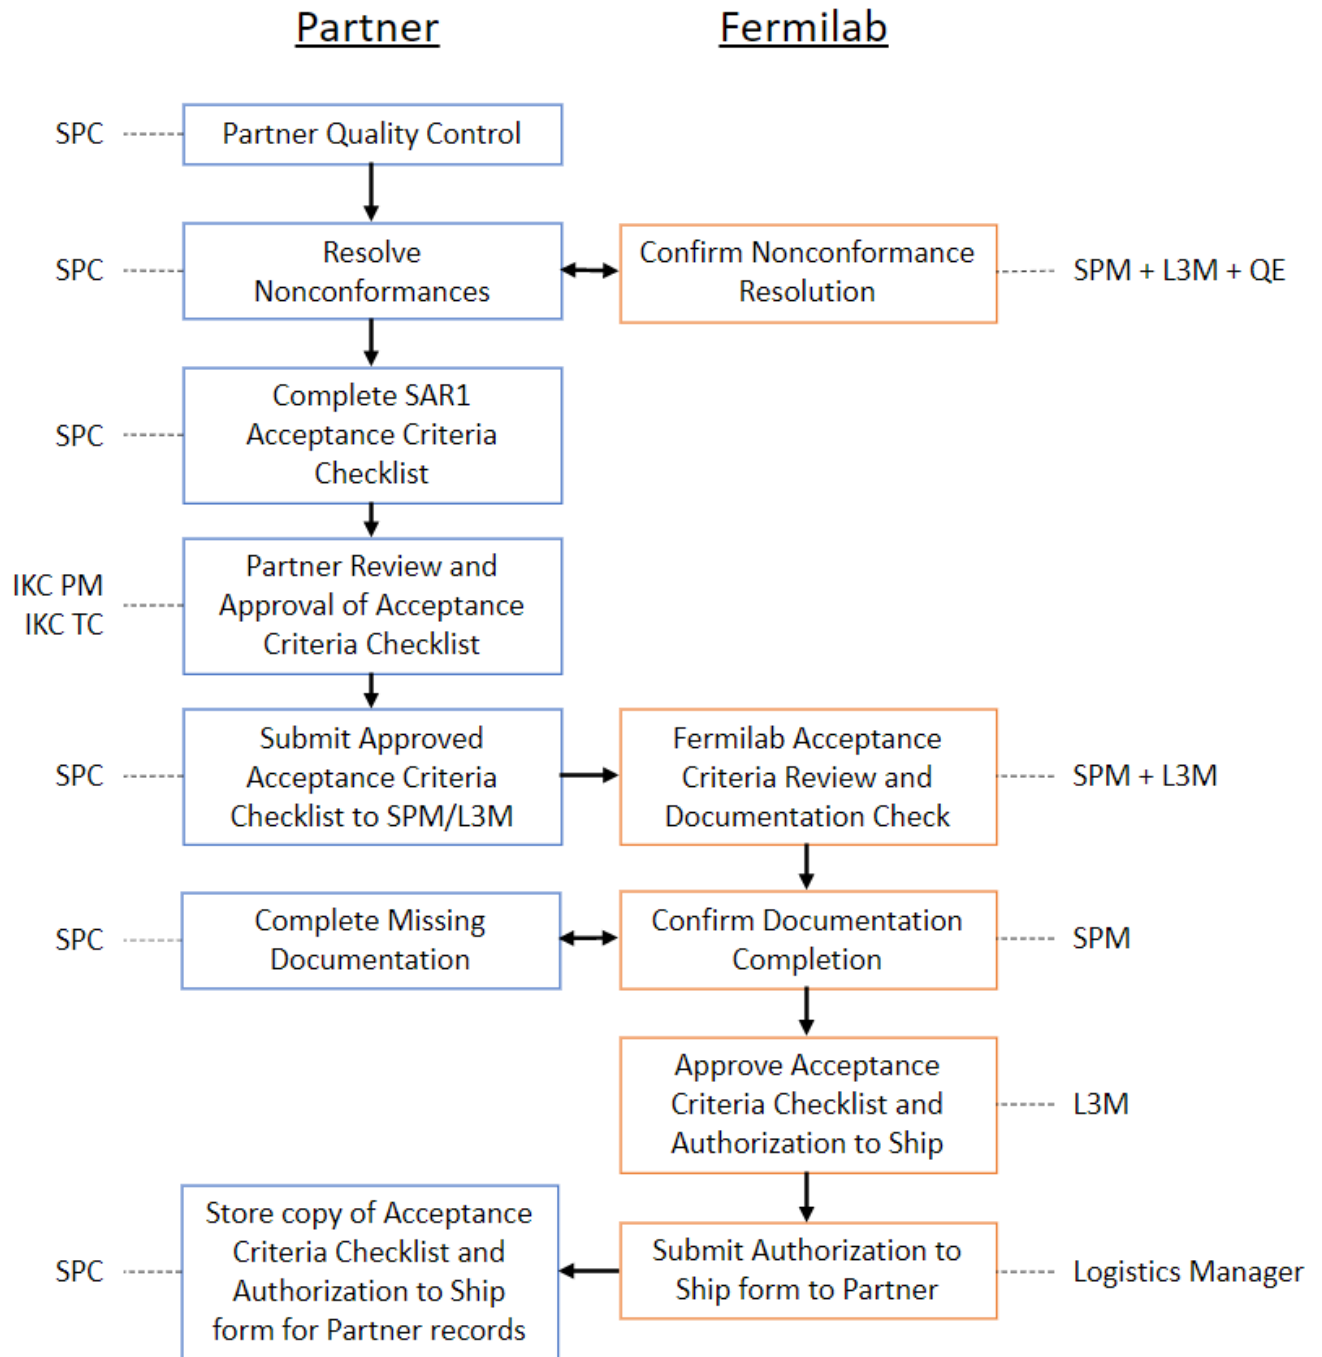 Partner
Fermilab
SPC
Partner Quality Control
SPC
Resolve
Nonconformances
Confirm Nonconformance
Resolution
SPM + L3M + QE
SPC
Complete SAR1
Acceptance Criteria
Checklist
IKC PM
IKC TC
Partner Review and
Approval of Acceptance
Criteria Checklist
SPC
Submit Approved
Acceptance Criteria
Checklist to SPM/L3M
Fermilab Acceptance
Criteria Review and
Documentation Check
SPM + L3M
SPC
Complete Missing
Documentation
Confirm Documentation
Completion
SPM
Approve Acceptance
Criteria Checklist and
Authorization to Ship
L3M
SPC
Store copy of Acceptance
Criteria Checklist and
Authorization to Ship
form for Partner records
Submit Authorization to
Ship form to Partner
Logistics Manager